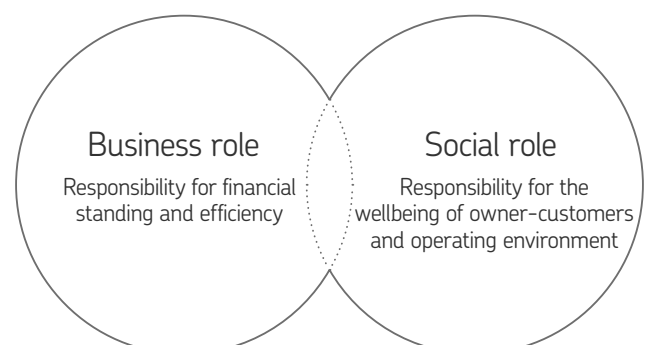 Business role
Responsibility for financial
standing and efficiency
Social role
Responsibility for the
wellbeing of owner-customers
and operating environment